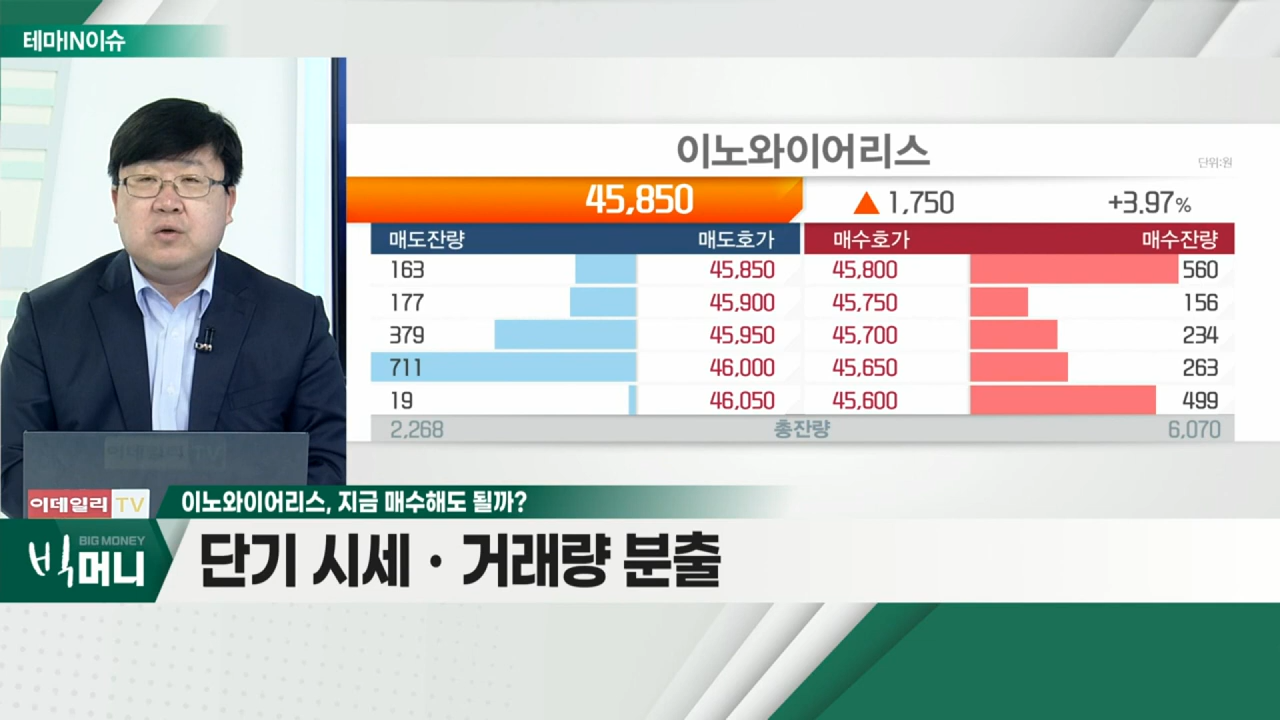 테마IN이슈
이노와이어리스
단위:원
45,850 ▲ 1,750 +3.97%
매도잔량 매도호가 매수호가 매수잔량
163 45,850 45,800 560
177 45,900 45,750 156
379 45,950 45,700 234
711 46,000 45,650 263
19 46,050 45,600 499
2,268 총잔량 6,070
이데일리TV
이데일리 TV
이노와이어리스, 지금 매수해도 될까?
BIG MONEY
빅머니
단기 시세·거래량 분출